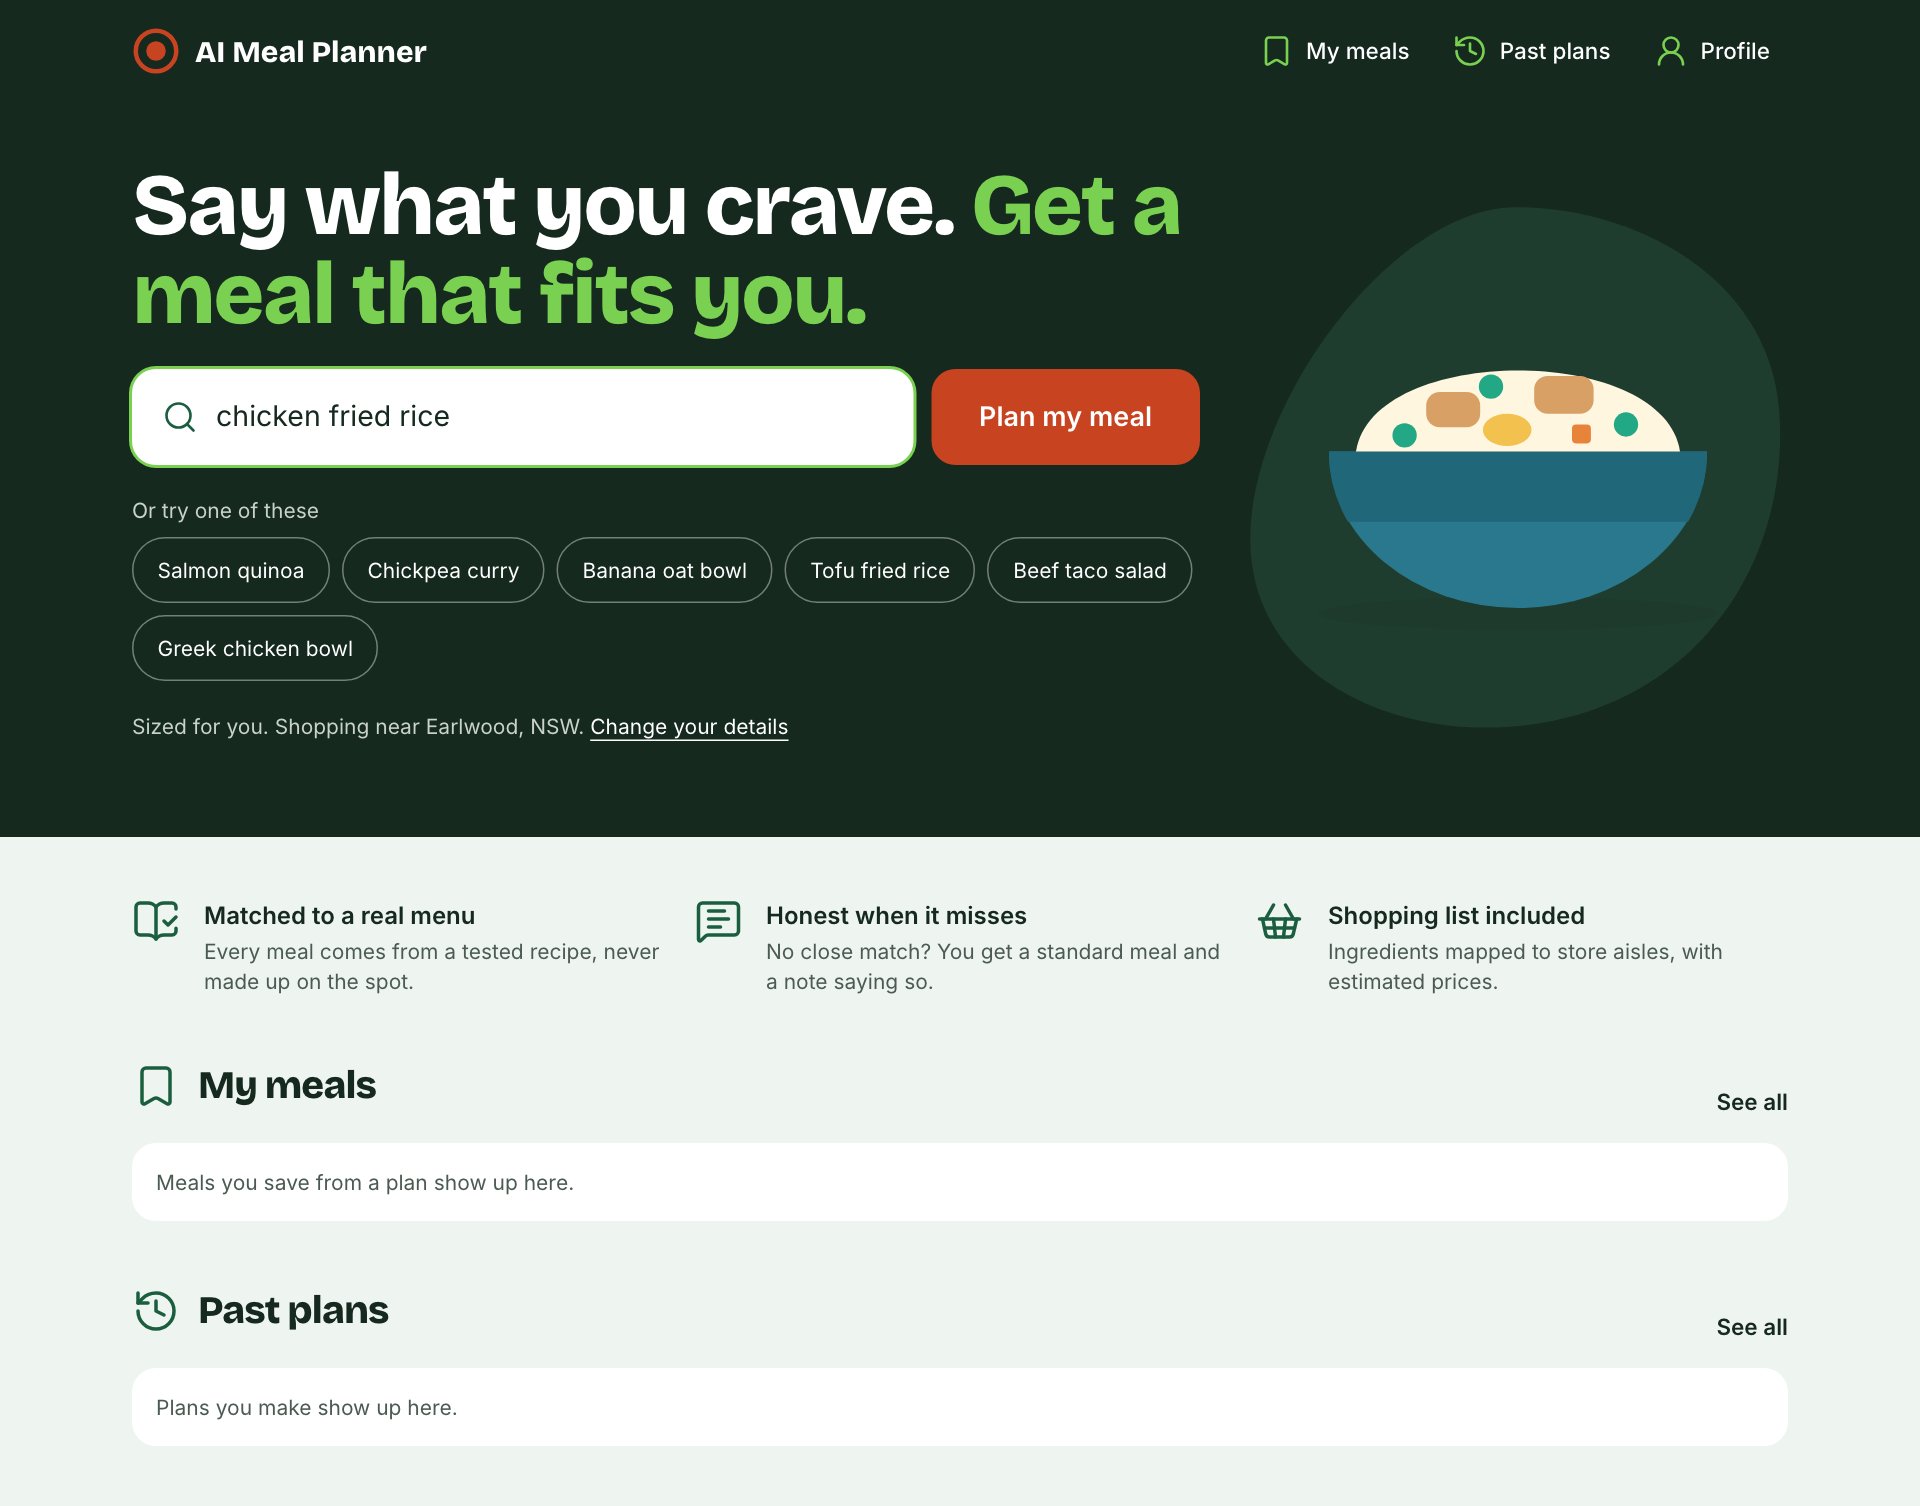 AI Meal Planner
My meals
Past plans
Profile
Say what you crave. Get a
meal that fits you.
chicken fried rice
Plan my meal
Or try one of these
Salmon quinoa
Chickpea curry
Banana oat bowl
Tofu fried rice
Beef taco salad
Greek chicken bowl
Sized for you. Shopping near Earlwood, NSW. Change your details
Matched to a real menu
Every meal comes from a tested recipe, never
made up on the spot.
Honest when it misses
No close match? You get a standard meal and
a note saying so.
Shopping list included
Ingredients mapped to store aisles, with
estimated prices.
My meals
See all
Meals you save from a plan show up here.
Past plans
See all
Plans you make show up here.